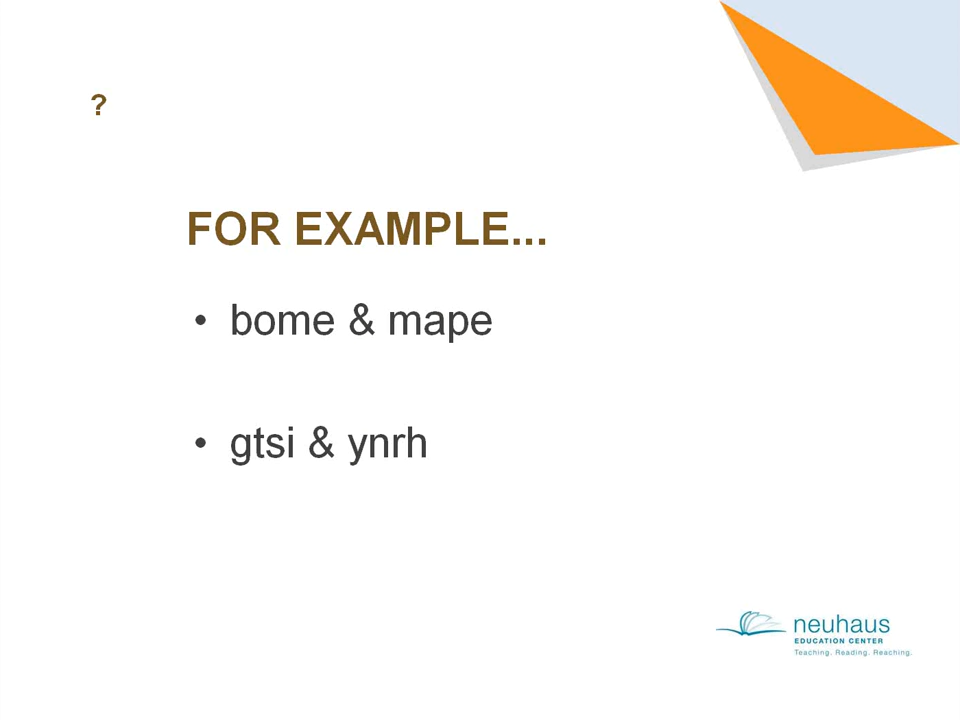 ?
FOR EXAMPLE...
• bome & mape
• gtsi & ynrh
neuhaus
EDUCATION CENTER
Teaching. Reading. Reaching.